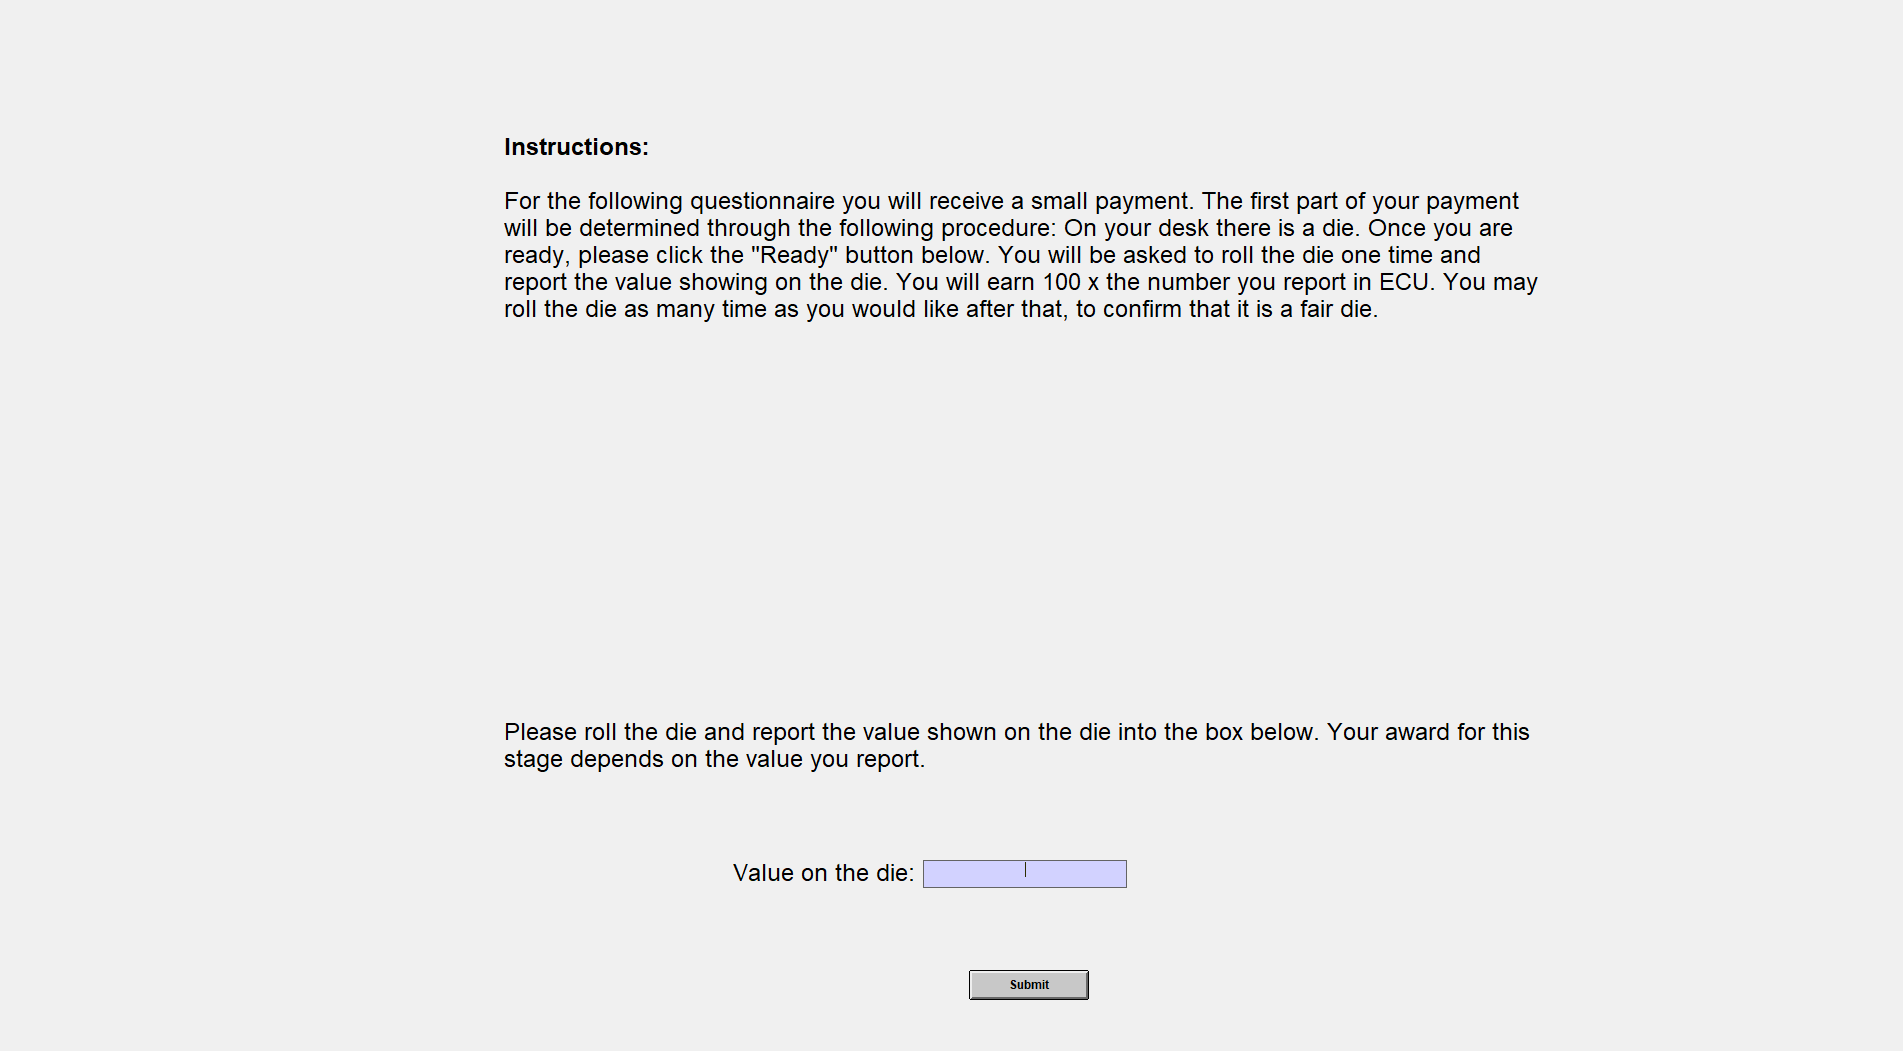 Instructions:
For the following questionnaire you will receive a small payment. The first part of your payment
will be determined through the following procedure: On your desk there is a die. Once you are
ready, please click the "Ready" button below. You will be asked to roll the die one time and
report the value showing on the die. You will earn 100 x the number you report in ECU. You may
roll the die as many time as you would like after that, to confirm that it is a fair die.
Please roll the die and report the value shown on the die into the box below. Your award for this
stage depends on the value you report.
Value on the die:
Submit